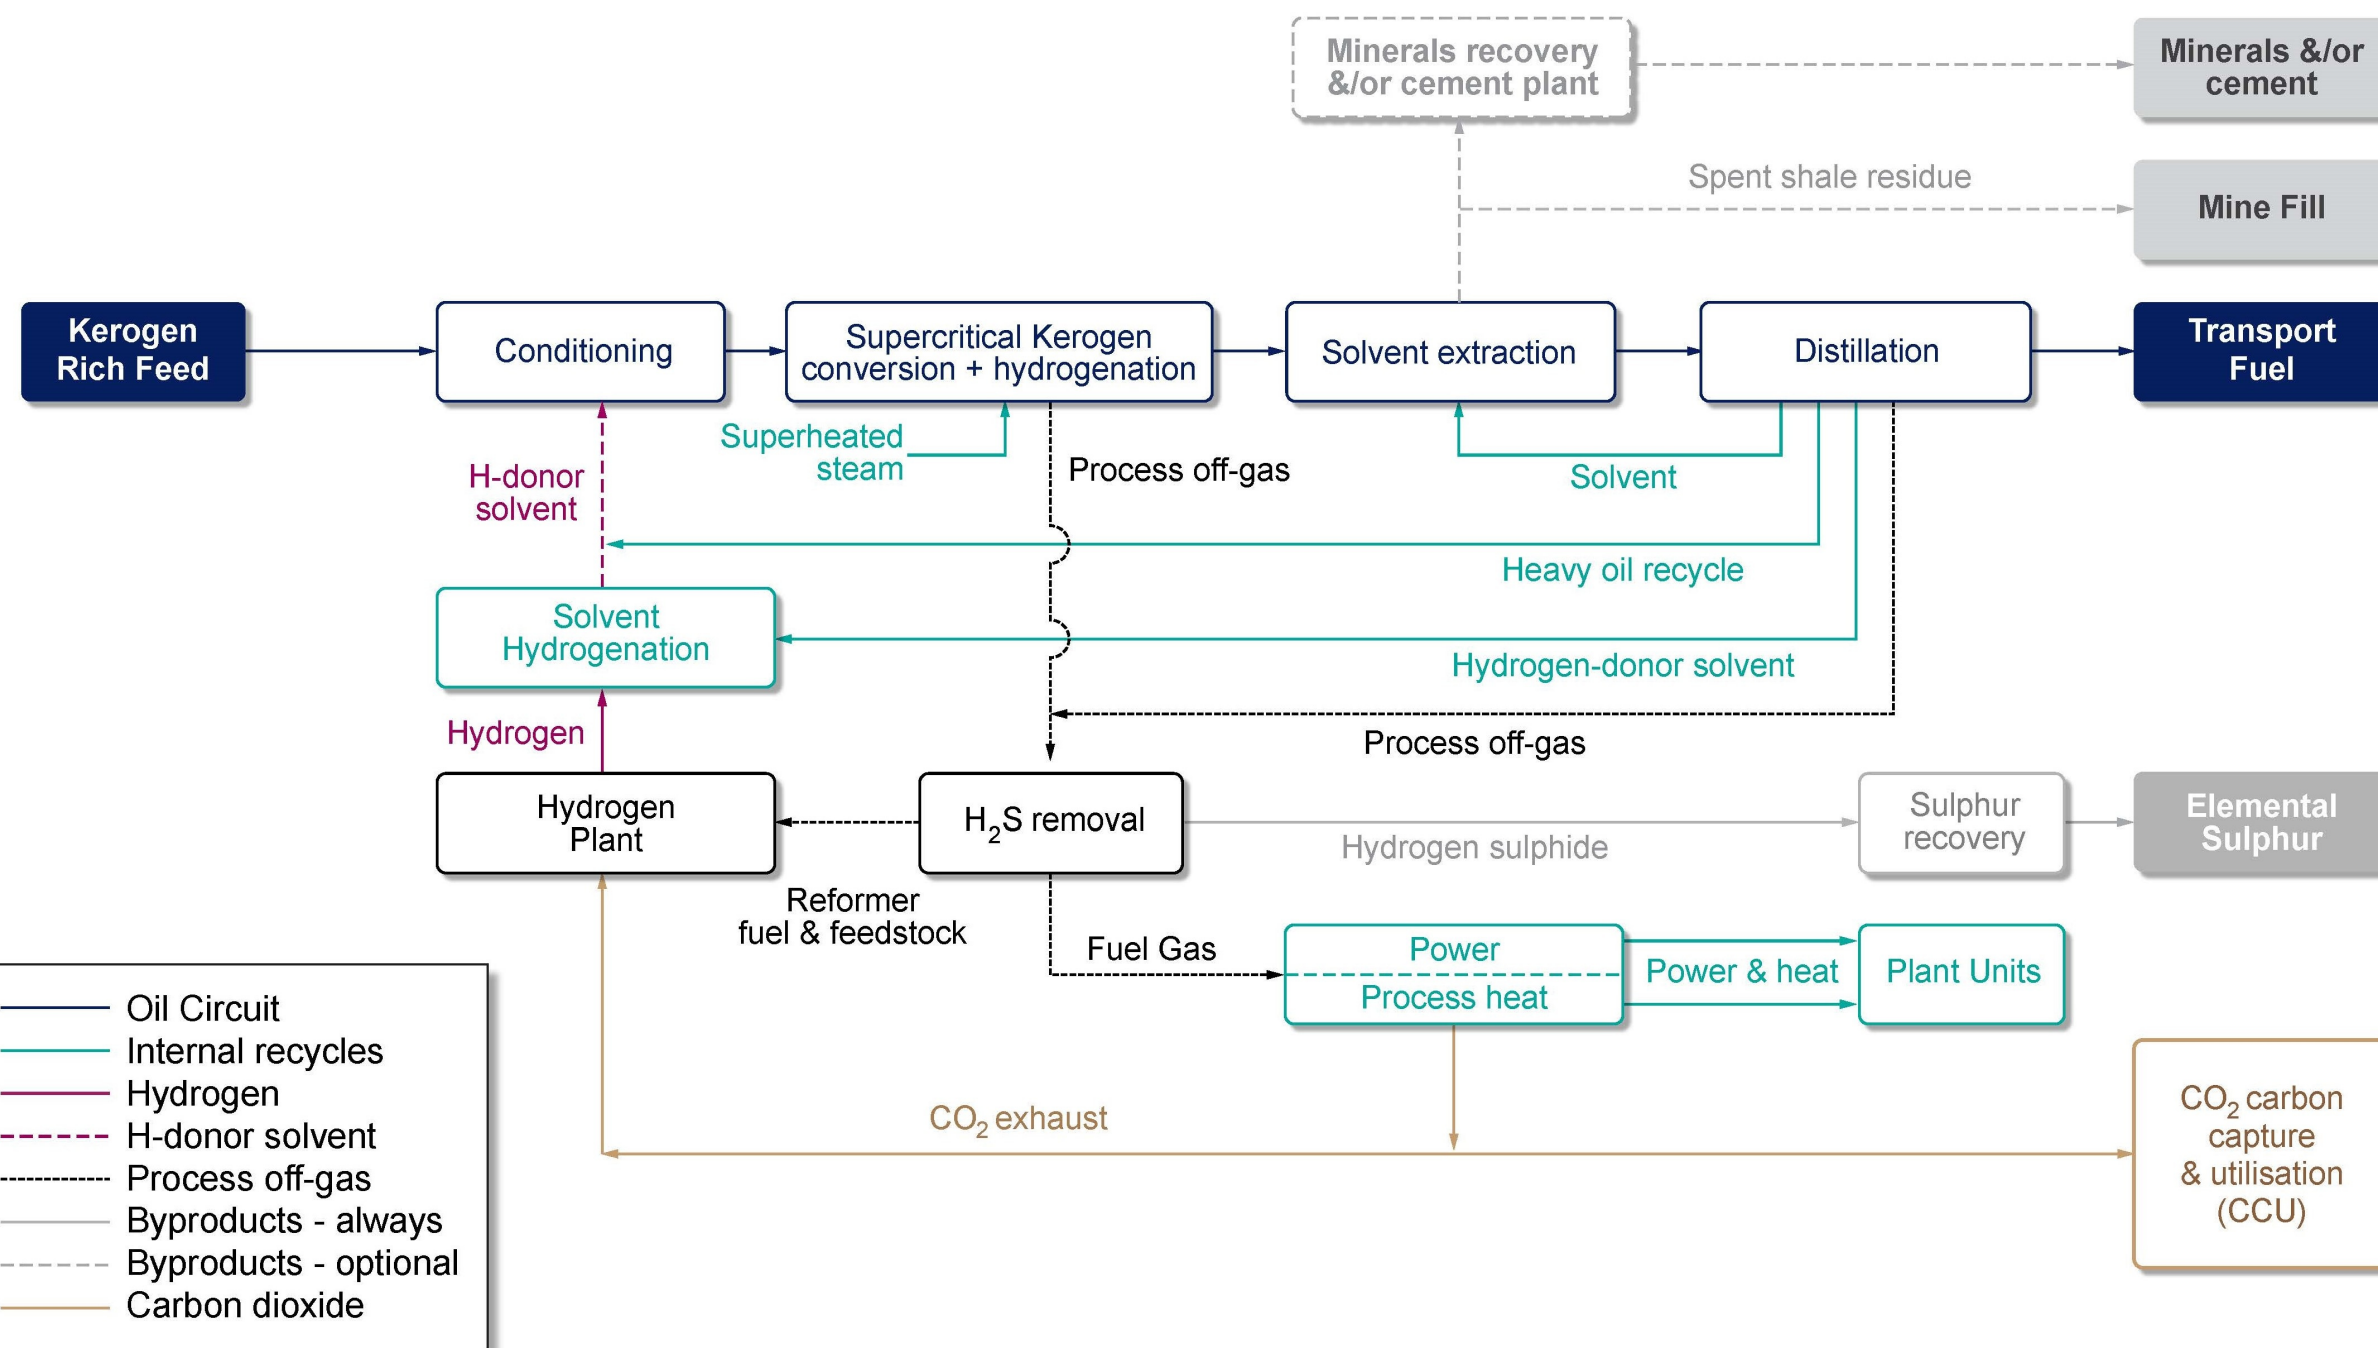 Minerals recovery
&/or cement plant
Minerals &/or
cement
Spent shale residue
Mine Fill
Kerogen
Rich Feed
Conditioning
Supercritical Kerogen
conversion + hydrogenation
Solvent extraction
Distillation
Transport
Fuel
Superheated
steam
H-donor
solvent
Process off-gas
Solvent
Heavy oil recycle
Solvent
Hydrogenation
Hydrogen-donor solvent
Hydrogen
Process off-gas
Hydrogen
Plant
H₂S removal
Hydrogen sulphide
Sulphur
recovery
Elemental
Sulphur
Reformer
fuel & feedstock
Fuel Gas
Power
Process heat
Power & heat
Plant Units
Oil Circuit
Internal recycles
Hydrogen
H-donor solvent
Process off-gas
Byproducts - always
Byproducts - optional
Carbon dioxide
CO₂ exhaust
CO₂ carbon
capture
& utilisation
(CCU)